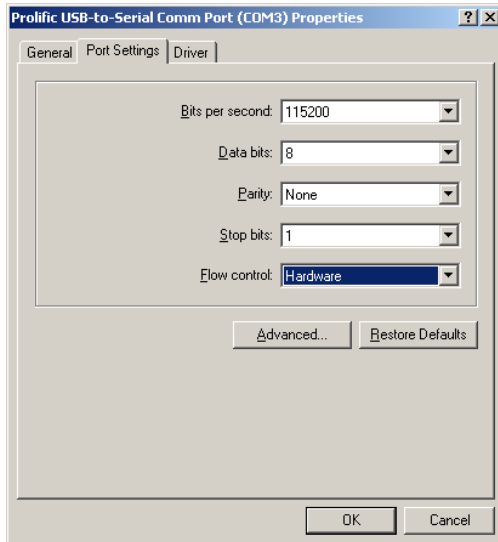 Prolific USB-to-Serial Comm Port (COM3) Properties ? X
General Port Settings Driver
Bits per second: 115200
Data bits: 8
Parity: None
Stop bits: 1
Flow control: Hardware
Advanced... Restore Defaults
OK Cancel